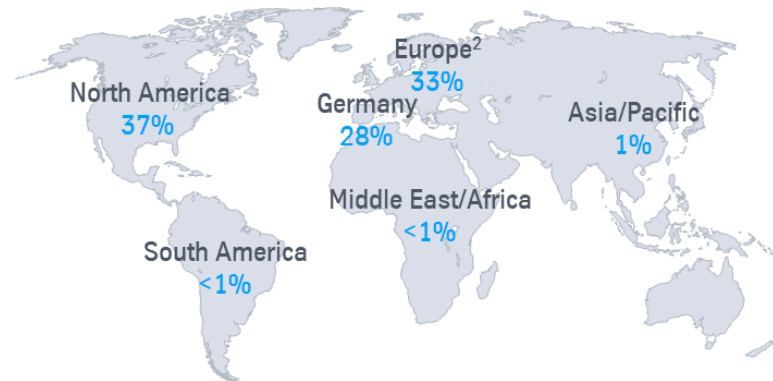 Europe²
33%
North America
37%
Germany
28%
Asia/Pacific
1%
Middle East/Africa
<1%
South America
<1%